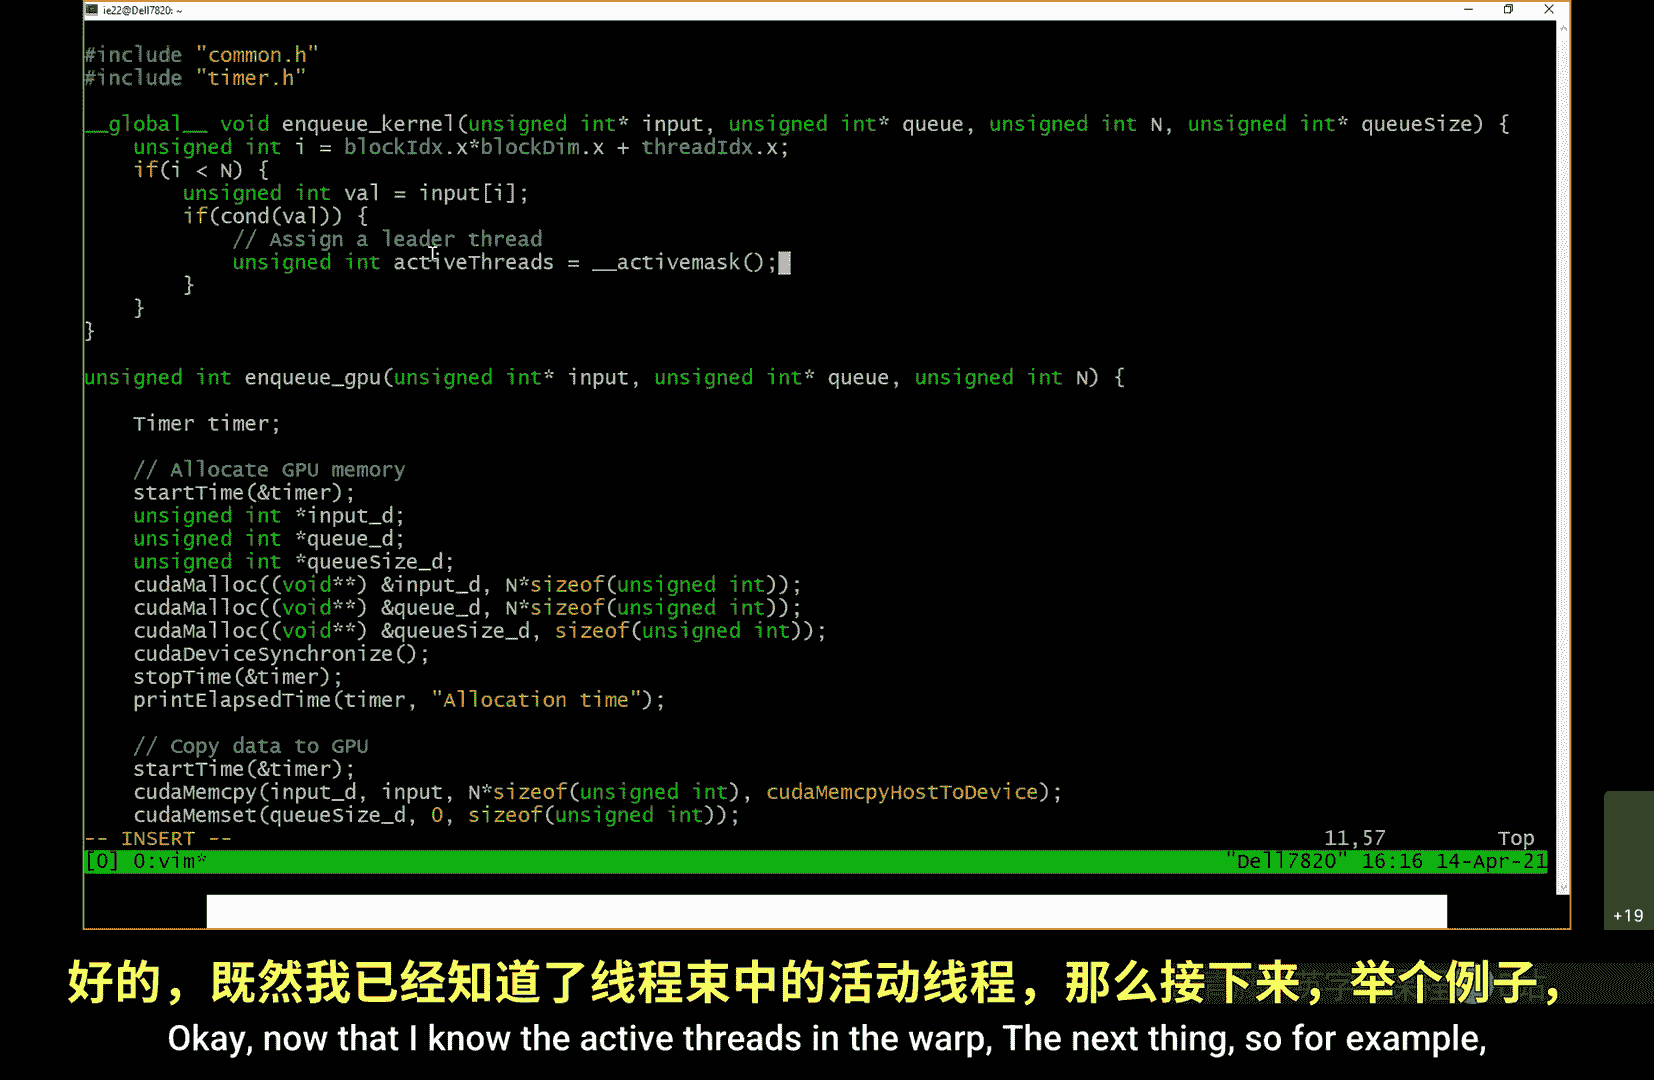 ie22@Dell7820: ~
#include "common.h"
#include "timer.h"
__global__ void enqueue_kernel(unsigned int* input, unsigned int* queue, unsigned int N, unsigned int* queueSize) {
    unsigned int i = blockIdx.x*blockDim.x + threadIdx.x;
    if(i < N) {
        unsigned int val = input[i];
        if(cond(val)) {
            // Assign a leader thread
            unsigned int activeThreads = __activemask();
        }
    }
}
unsigned int enqueue_gpu(unsigned int* input, unsigned int* queue, unsigned int N) {
    Timer timer;
    // Allocate GPU memory
    startTime(&timer);
    unsigned int *input_d;
    unsigned int *queue_d;
    unsigned int *queueSize_d;
    cudaMalloc((void**) &input_d, N*sizeof(unsigned int));
    cudaMalloc((void**) &queue_d, N*sizeof(unsigned int));
    cudaMalloc((void**) &queueSize_d, sizeof(unsigned int));
    cudaDeviceSynchronize();
    stopTime(&timer);
    printElapsedTime(timer, "Allocation time");
    // Copy data to GPU
    startTime(&timer);
    cudaMemcpy(input_d, input, N*sizeof(unsigned int), cudaMemcpyHostToDevice);
    cudaMemset(queueSize_d, 0, sizeof(unsigned int));
-- INSERT -- 11,57 Top
[0] 0:vim* "Dell7820" 16:16 14-Apr-21
+19
好的，既然我已经知道了线程束中的活动线程，那么接下来，举个例子，
Okay, now that I know the active threads in the warp, The next thing, so for example,